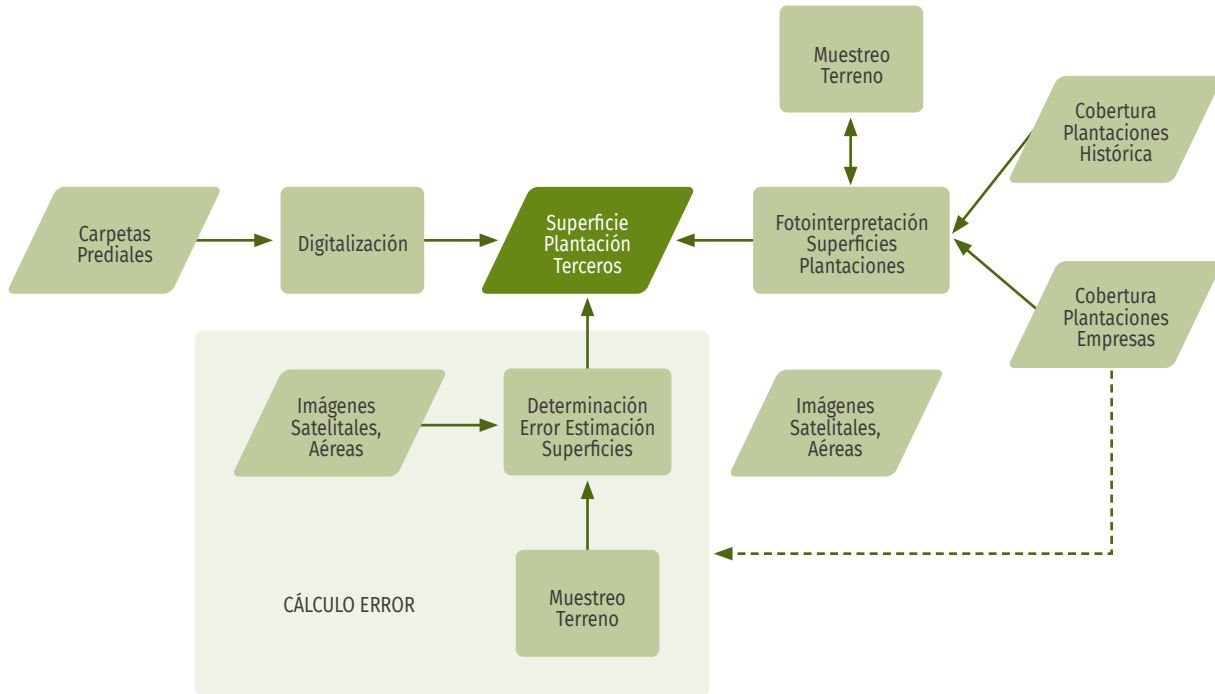 Muestreo
Terreno
Cobertura
Plantaciones
Histórica
Carpetas
Prediales
Digitalización
Superficie
Plantación
Terceros
Fotointerpretación
Superficies
Plantaciones
Cobertura
Plantaciones
Empresas
Imágenes
Satelitales,
Aéreas
Determinación
Error Estimación
Superficies
Imágenes
Satelitales,
Aéreas
CÁLCULO ERROR
Muestreo
Terreno